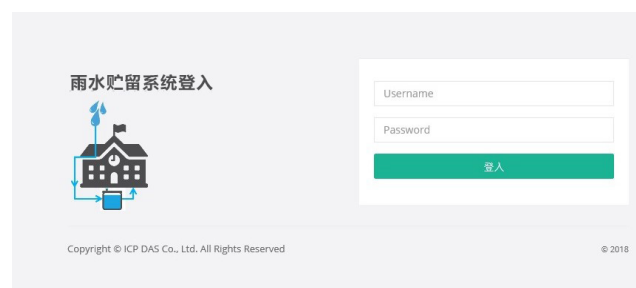 雨水贮留系统登入
Username
Password
登入
Copyright © ICP DAS Co., Ltd. All Rights Reserved
© 2018